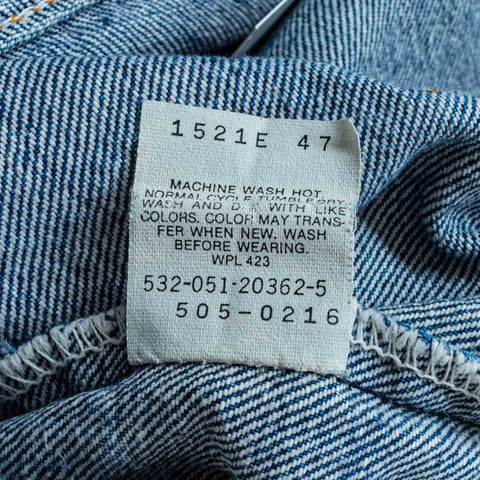 1521E 47
MACHINE WASH HOT.
NORMAL CYCLE TUMBLE DRY
WASH AND WITH LIKE
COLORS. COLOR MAY TRANS-
FER WHEN NEW. WASH
BEFORE WEARING.
WPL 423
532-051-20362-5
505-0216